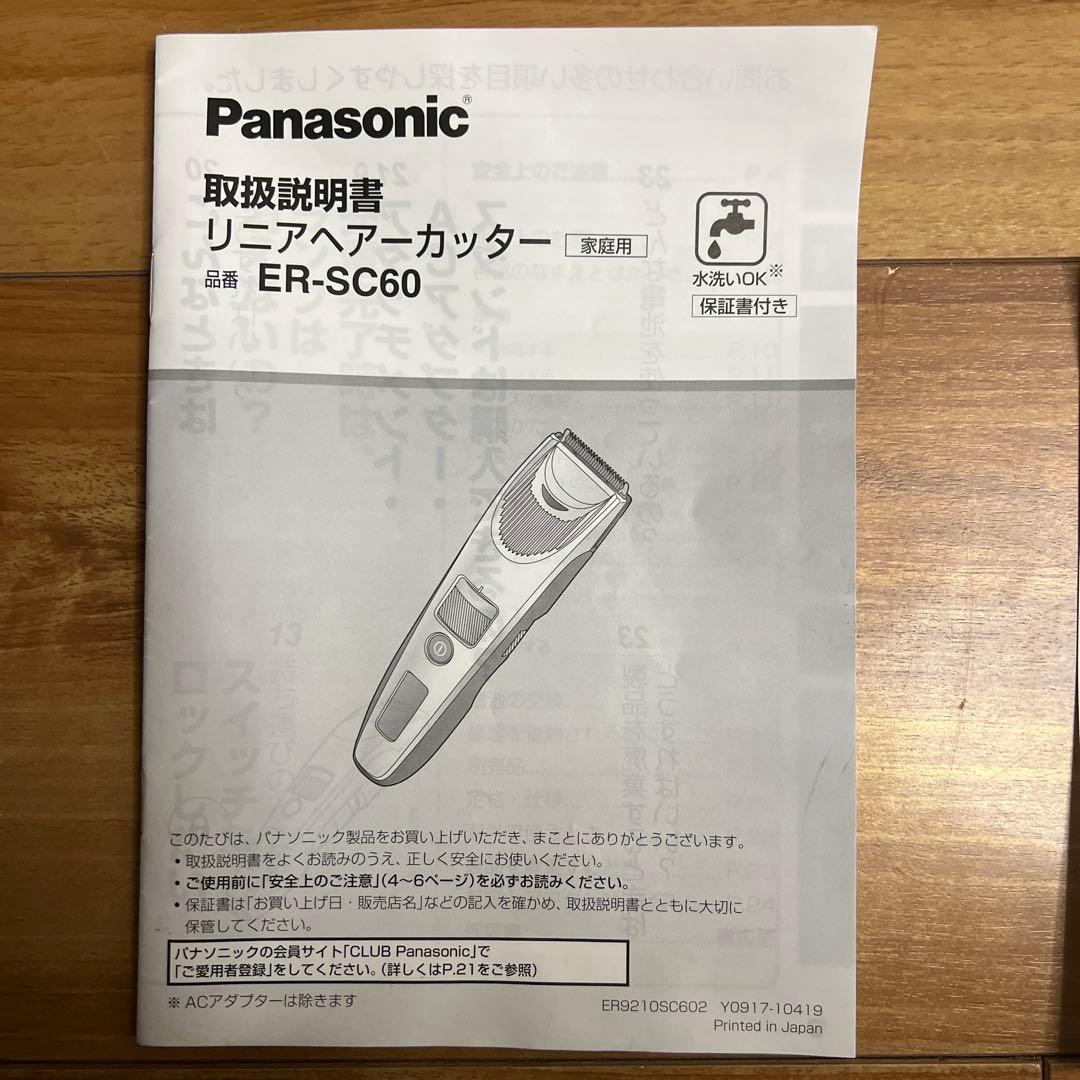 Panasonic®
取扱説明書
リニアヘアーカッター 家庭用
品番 ER-SC60
水洗いOK※
保証書付き
このたびは、パナソニック製品をお買い上げいただき、まことにありがとうございます。
• 取扱説明書をよくお読みのうえ、正しく安全にお使いください。
• ご使用前に「安全上のご注意」(4～6ページ)を必ずお読みください。
• 保証書は「お買い上げ日・販売店名」などの記入を確かめ、取扱説明書とともに大切に
保管してください。
パナソニックの会員サイト「CLUB Panasonic」で
「ご愛用者登録」をしてください。(詳しくはP.21をご参照)
※ ACアダプターは除きます
ER9210SC602 Y0917-10419
Printed in Japan